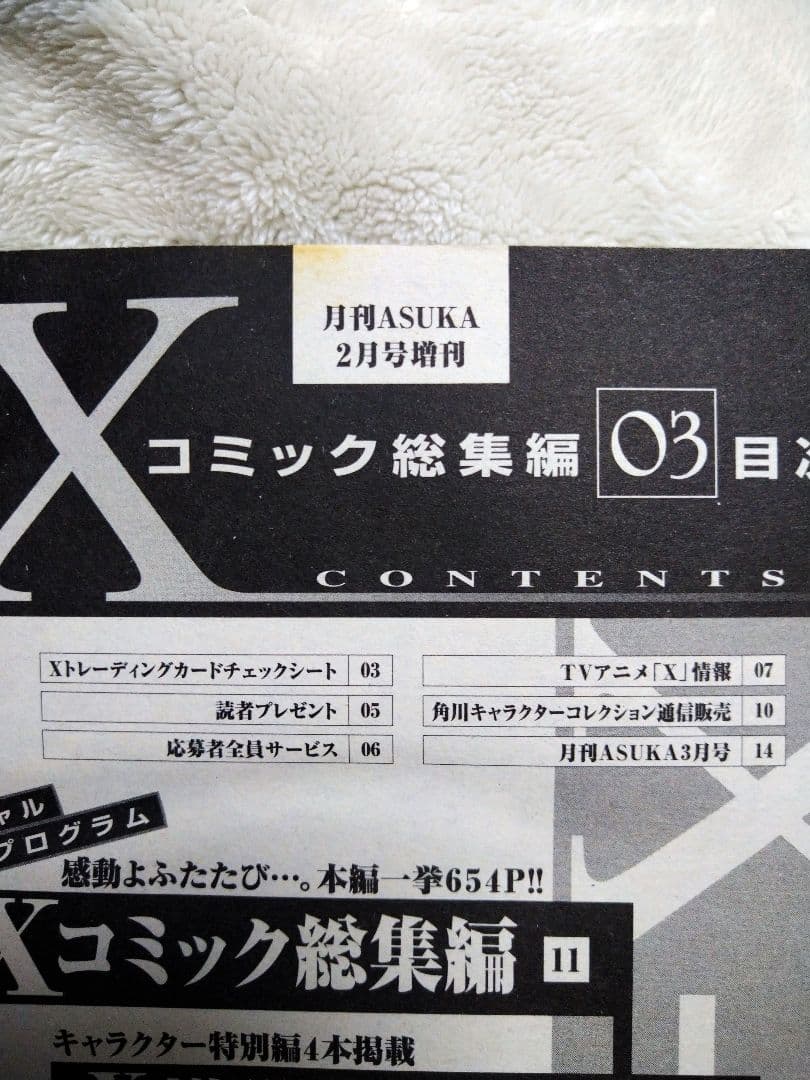 月刊ASUKA
2月号増刊
X コミック総集編 03 目次
CONTENTS
Xトレーディングカードチェックシート 03
読者プレゼント 05
応募者全員サービス 06
TVアニメ「X」情報 07
角川キャラクターコレクション通信販売 10
月刊ASUKA3月号 14
ャル
プログラム
感動よふたたび…。本編一挙654P!!
Xコミック総集編 11
キャラクター特別編4本掲載
X